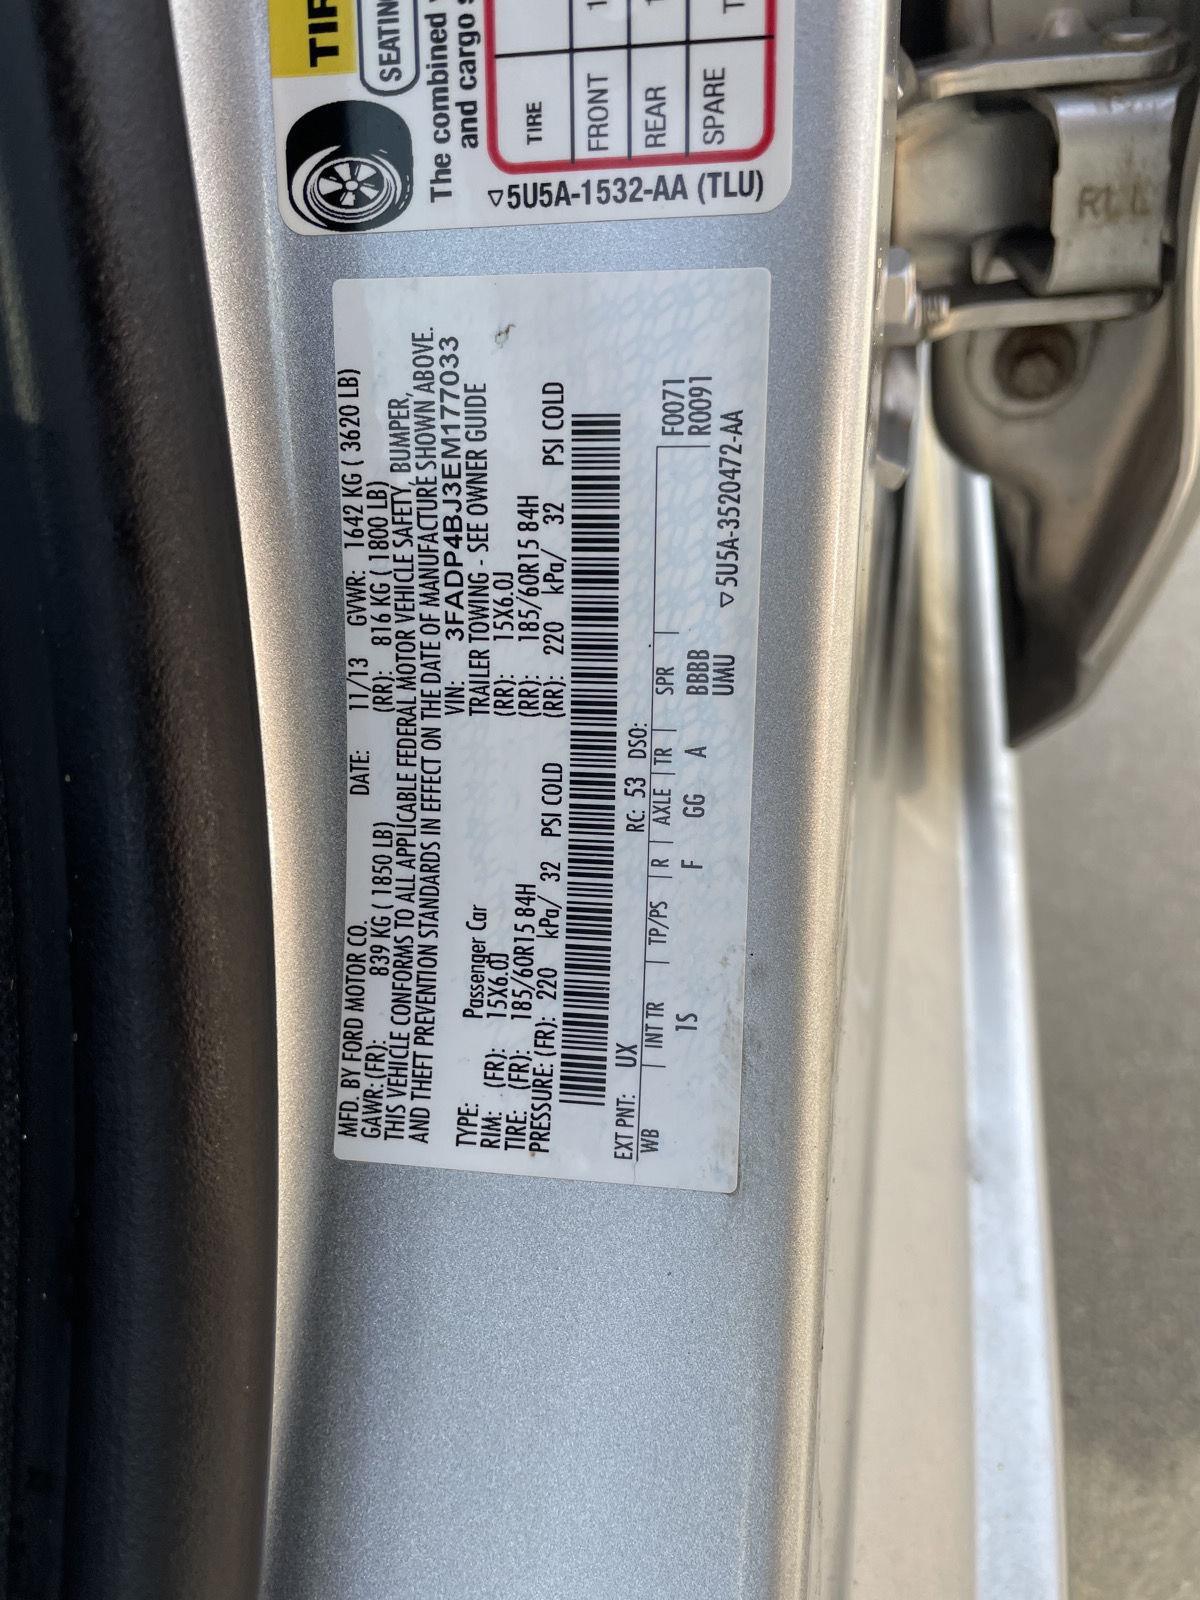 TIR
SEATING
The combined
and cargo
TIRE
FRONT
REAR
SPARE
▽5U5A-1532-AA (TLU)
MFD. BY FORD MOTOR CO. DATE: 11/13 GVWR: 1642 KG ( 3620 LB)
GAWR: (FR): 839 KG ( 1850 LB) (RR): 816 KG ( 1800 LB)
THIS VEHICLE CONFORMS TO ALL APPLICABLE FEDERAL MOTOR VEHICLE SAFETY, BUMPER,
AND THEFT PREVENTION STANDARDS IN EFFECT ON THE DATE OF MANUFACTURE SHOWN ABOVE.
VIN: 3FADP4BJ3EM177033
TYPE: Passenger Car TRAILER TOWING - SEE OWNER GUIDE
RIM: (FR): 15X6.0J (RR): 15X6.0J
TIRE: (FR): 185/60R15 84H (RR): 185/60R15 84H
PRESSURE: (FR): 220 kPa/ 32 PSI COLD (RR): 220 kPa/ 32 PSI COLD
EXT PNT: UX RC: 53 DSO: F0071
WB | INT TR | TP/PS | R | AXLE | TR | SPR | R0091
1S F GG A BBBB
UMU ▽5U5A-3520472-AA